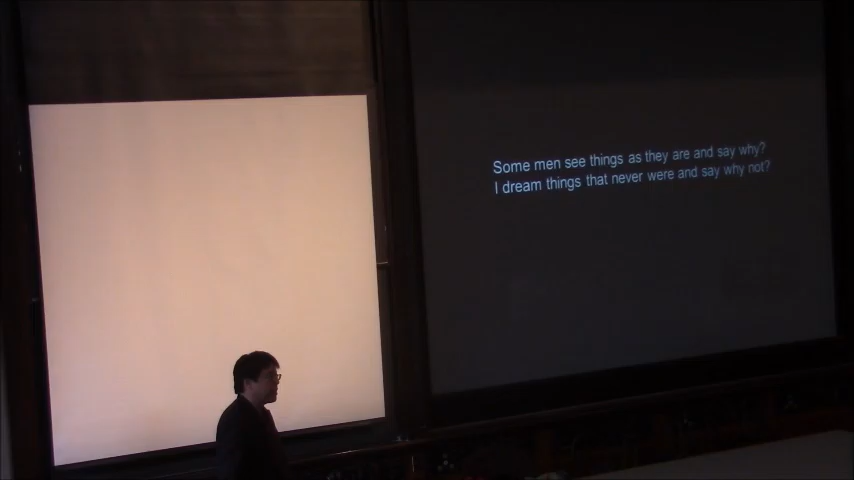 Some men see things as they are and say why?
I dream things that never were and say why not?